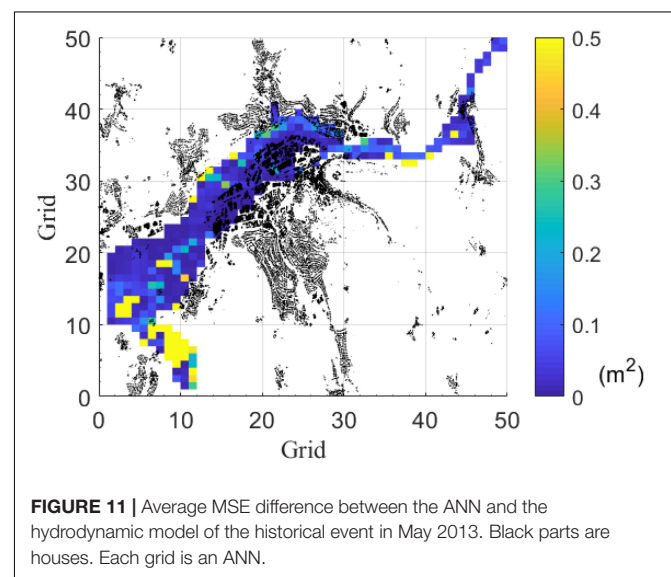 50
40
30
20
10
0
Grid
0 10 20 30 40 50
Grid
0.5
0.4
0.3
0.2
0.1
0
(m²)
FIGURE 11 | Average MSE difference between the ANN and the
hydrodynamic model of the historical event in May 2013. Black parts are
houses. Each grid is an ANN.